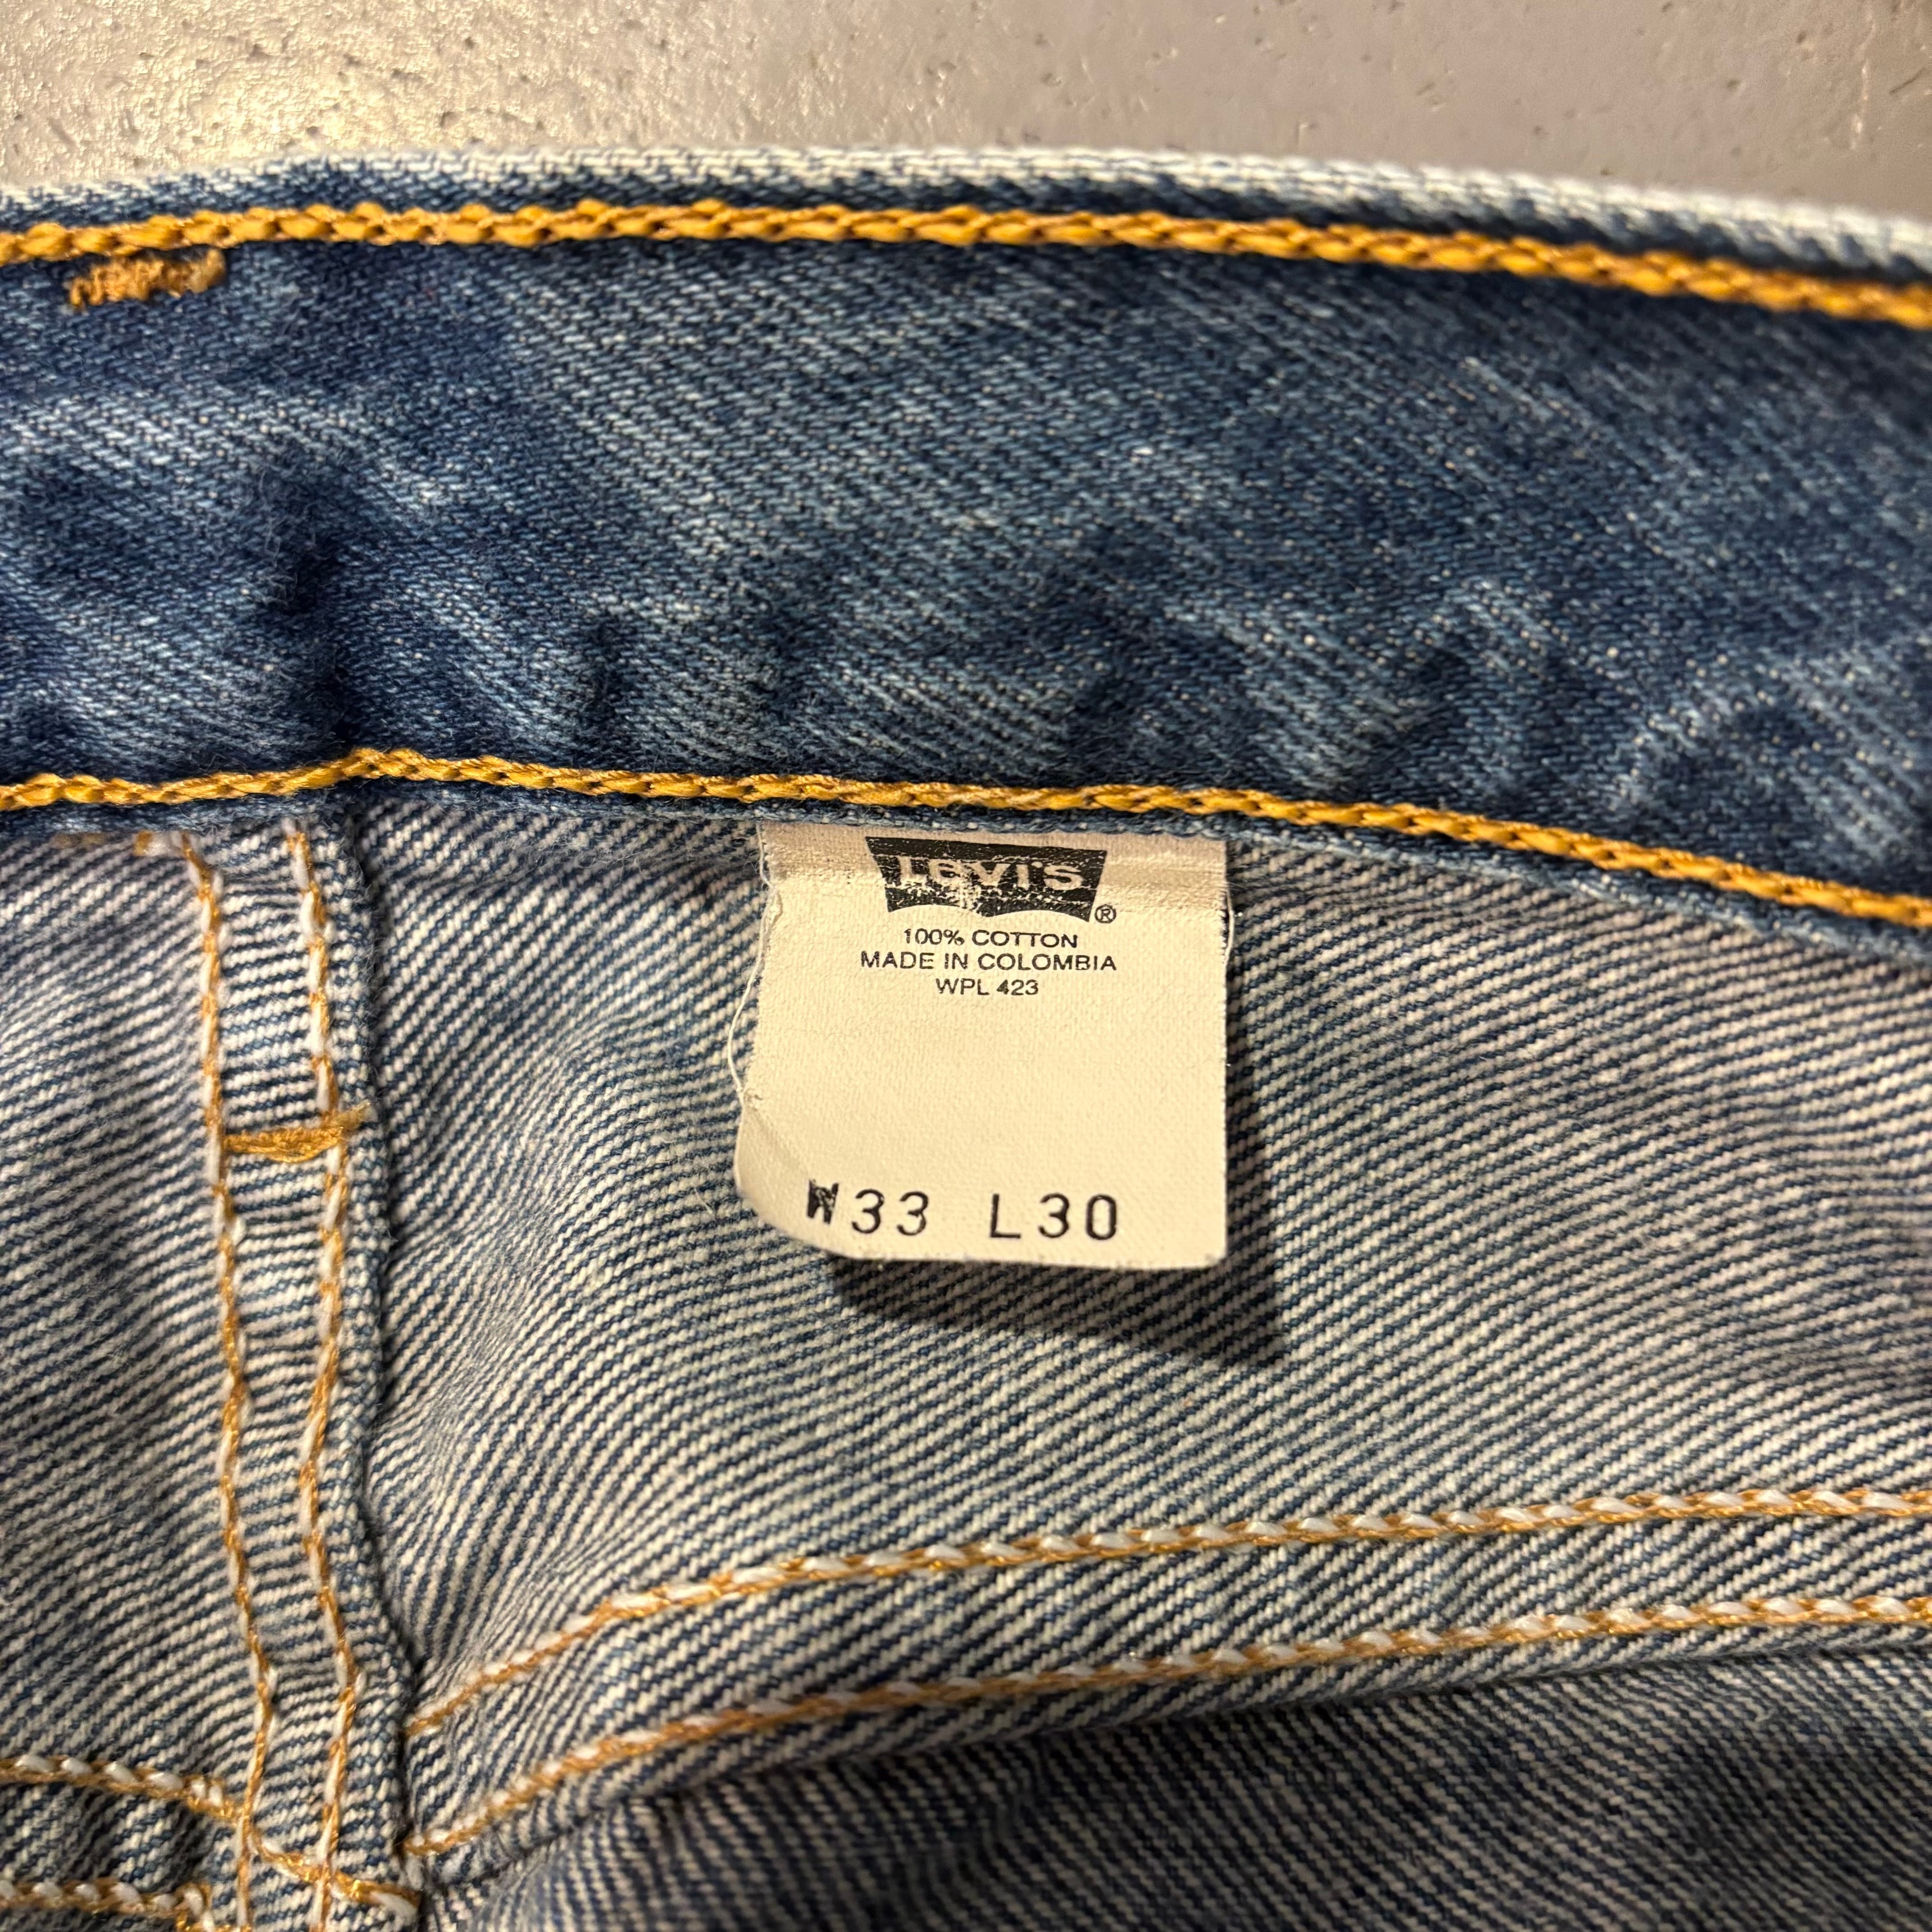 Levi's ®
100% COTTON
MADE IN COLOMBIA
WPL 423
W33 L30